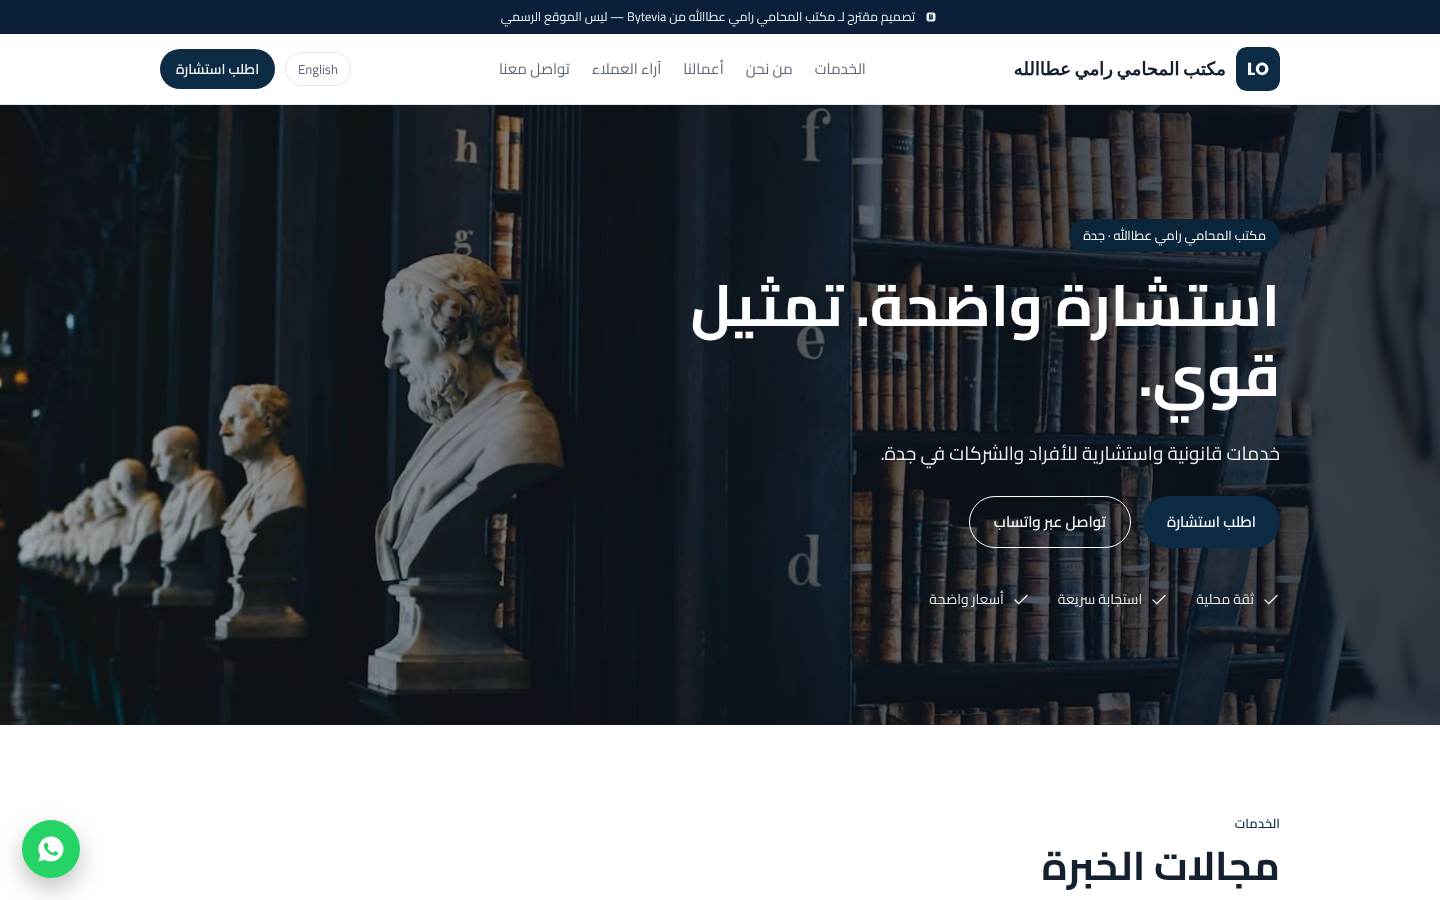 تصميم مقترح لـ مكتب المحامي رامي عطاالله من Bytevia — ليس الموقع الرسمي
LO
مكتب المحامي رامي عطاالله
الخدمات
من نحن
أعمالنا
آراء العملاء
تواصل معنا
English
اطلب استشارة
h
f
g
e
d
مكتب المحامي رامي عطاالله · جدة
استشارة واضحة. تمثيل
قوي.
خدمات قانونية واستشارية للأفراد والشركات في جدة.
اطلب استشارة
تواصل عبر واتساب
ثقة محلية
استجابة سريعة
أسعار واضحة
الخدمات
مجالات الخبرة